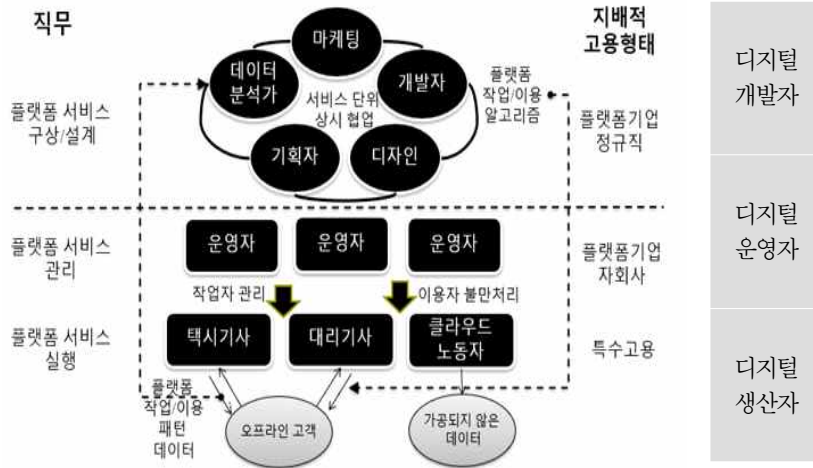 직무
지배적
고용형태
마케팅
데이터
분석가
개발자
서비스 단위
상시 협업
기획자
디자인
플랫폼
작업/이용
알고리즘
플랫폼 서비스
구상/설계
플랫폼기업
정규직
디지털
개발자
플랫폼 서비스
관리
운영자
운영자
운영자
플랫폼기업
자회사
디지털
운영자
작업자 관리
이용자 불만처리
플랫폼 서비스
실행
택시기사
대리기사
클라우드
노동자
특수고용
디지털
생산자
플랫폼
작업/이용
패턴
데이터
오프라인 고객
가공되지 않은
데이터